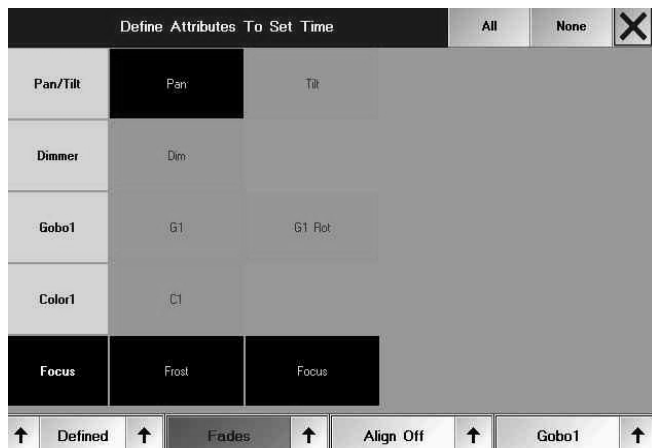 Define Attributes To Set Time All None
Pan/Tilt Pan Tilt
Dimmer Dim
Gobo1 G1 G1 Rot
Color1 C1
Focus Frost Focus
Defined Fades Align Off Gobo1